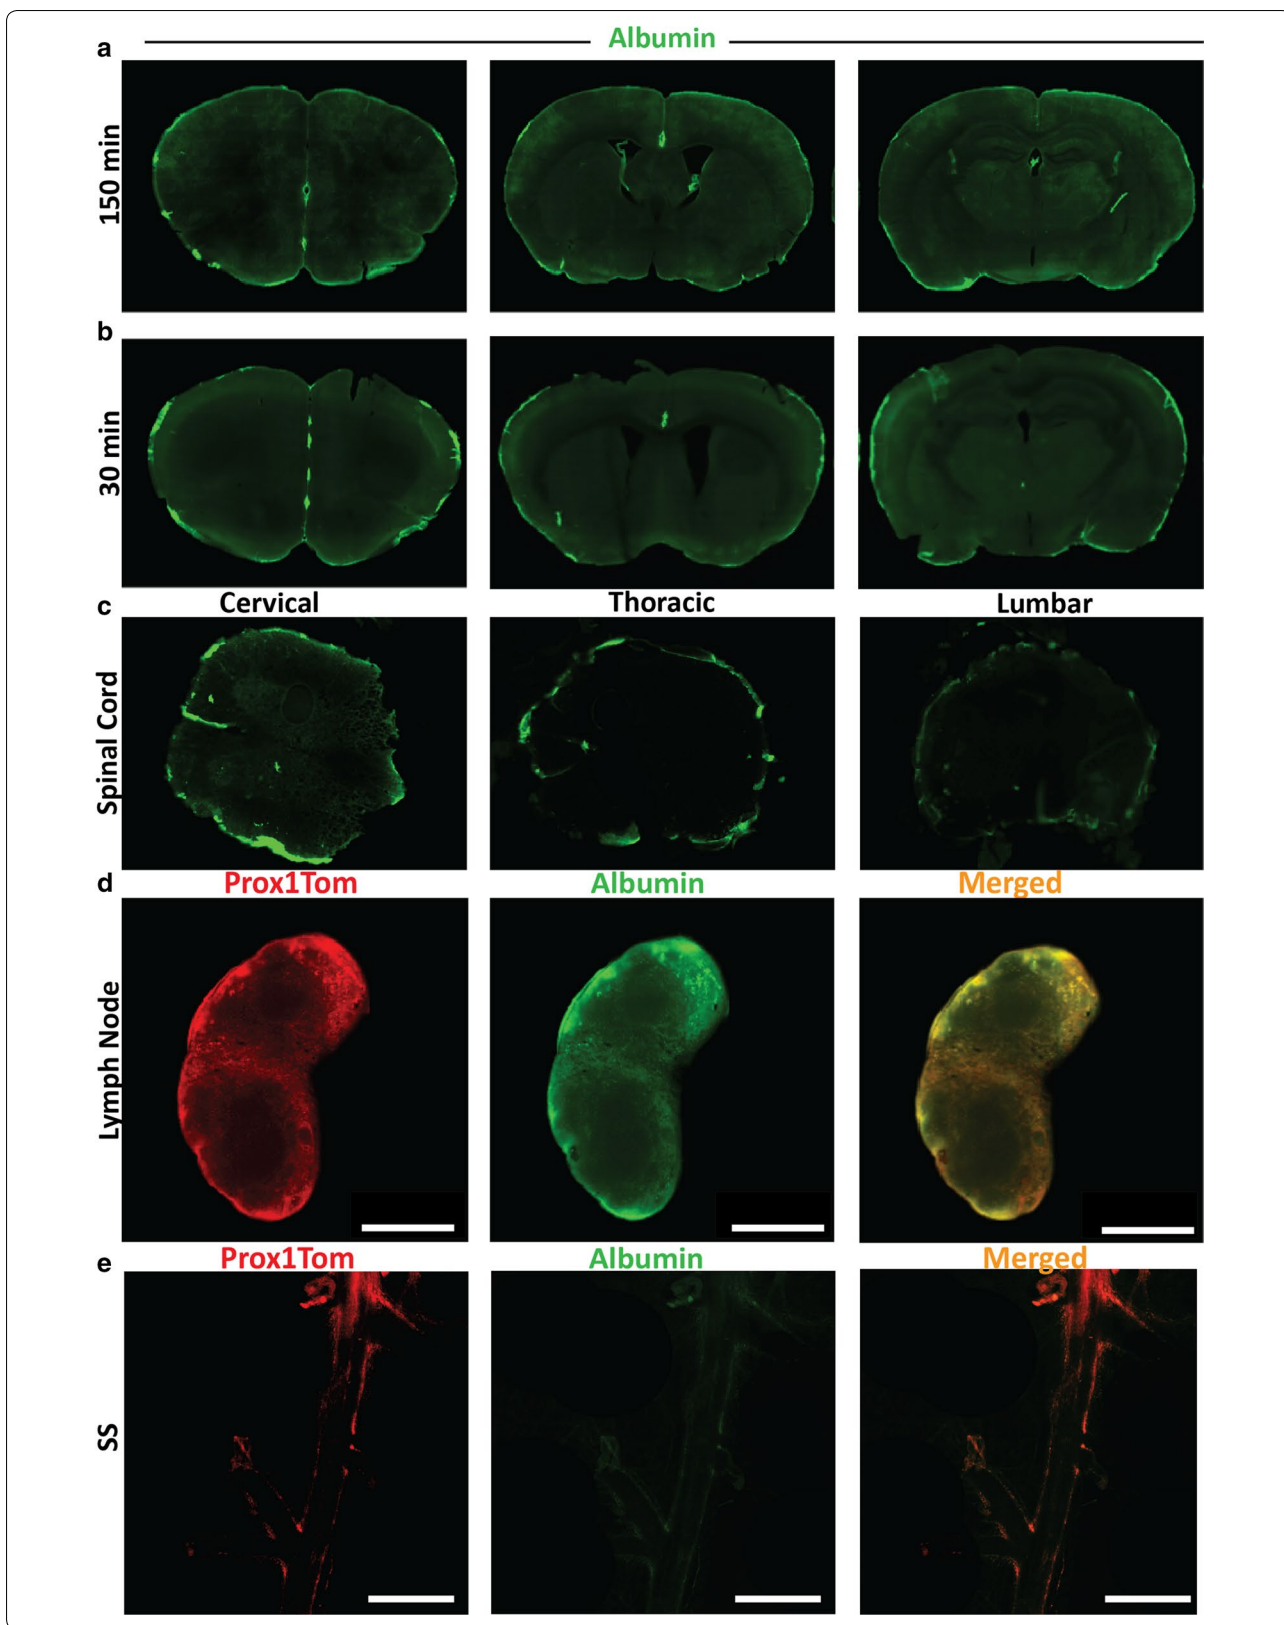 a
Albumin
150 min
b
30 min
c
Cervical
Thoracic
Lumbar
Spinal Cord
d
Prox1Tom
Albumin
Merged
Lymph Node
e
Prox1Tom
Albumin
Merged
SS